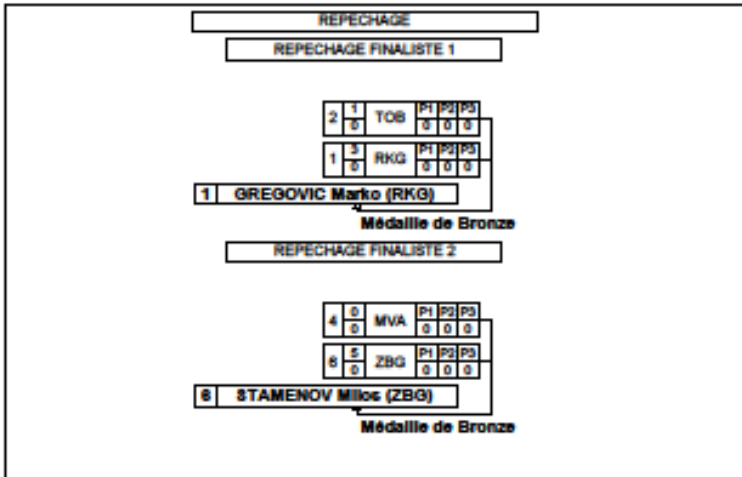 REPECHAGE
REPECHAGE FINALISTE 1
2 1 TOB P1 P2 P3
0 0 0 0
1 3 RKG P1 P2 P3
0 0 0 0
1 GREGOVIC Marko (RKG)
Médaille de Bronze
REPECHAGE FINALISTE 2
4 0 MVA P1 P2 P3
0 0 0 0
6 5 ZBG P1 P2 P3
0 0 0 0
6 STAMENOV Milos (ZBG)
Médaille de Bronze